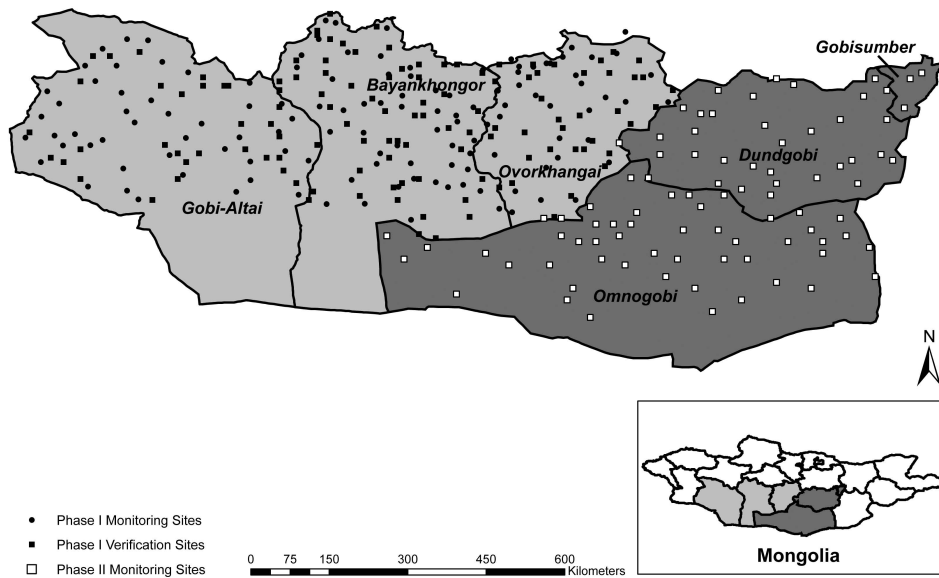 Gobisumber
Bayankhongor
Dundgobi
Ovorkhangai
Gobi-Altai
Omnogobi
N
Phase I Monitoring Sites
Phase I Verification Sites
Phase II Monitoring Sites
0 75 150 300 450 600
Kilometers
Mongolia